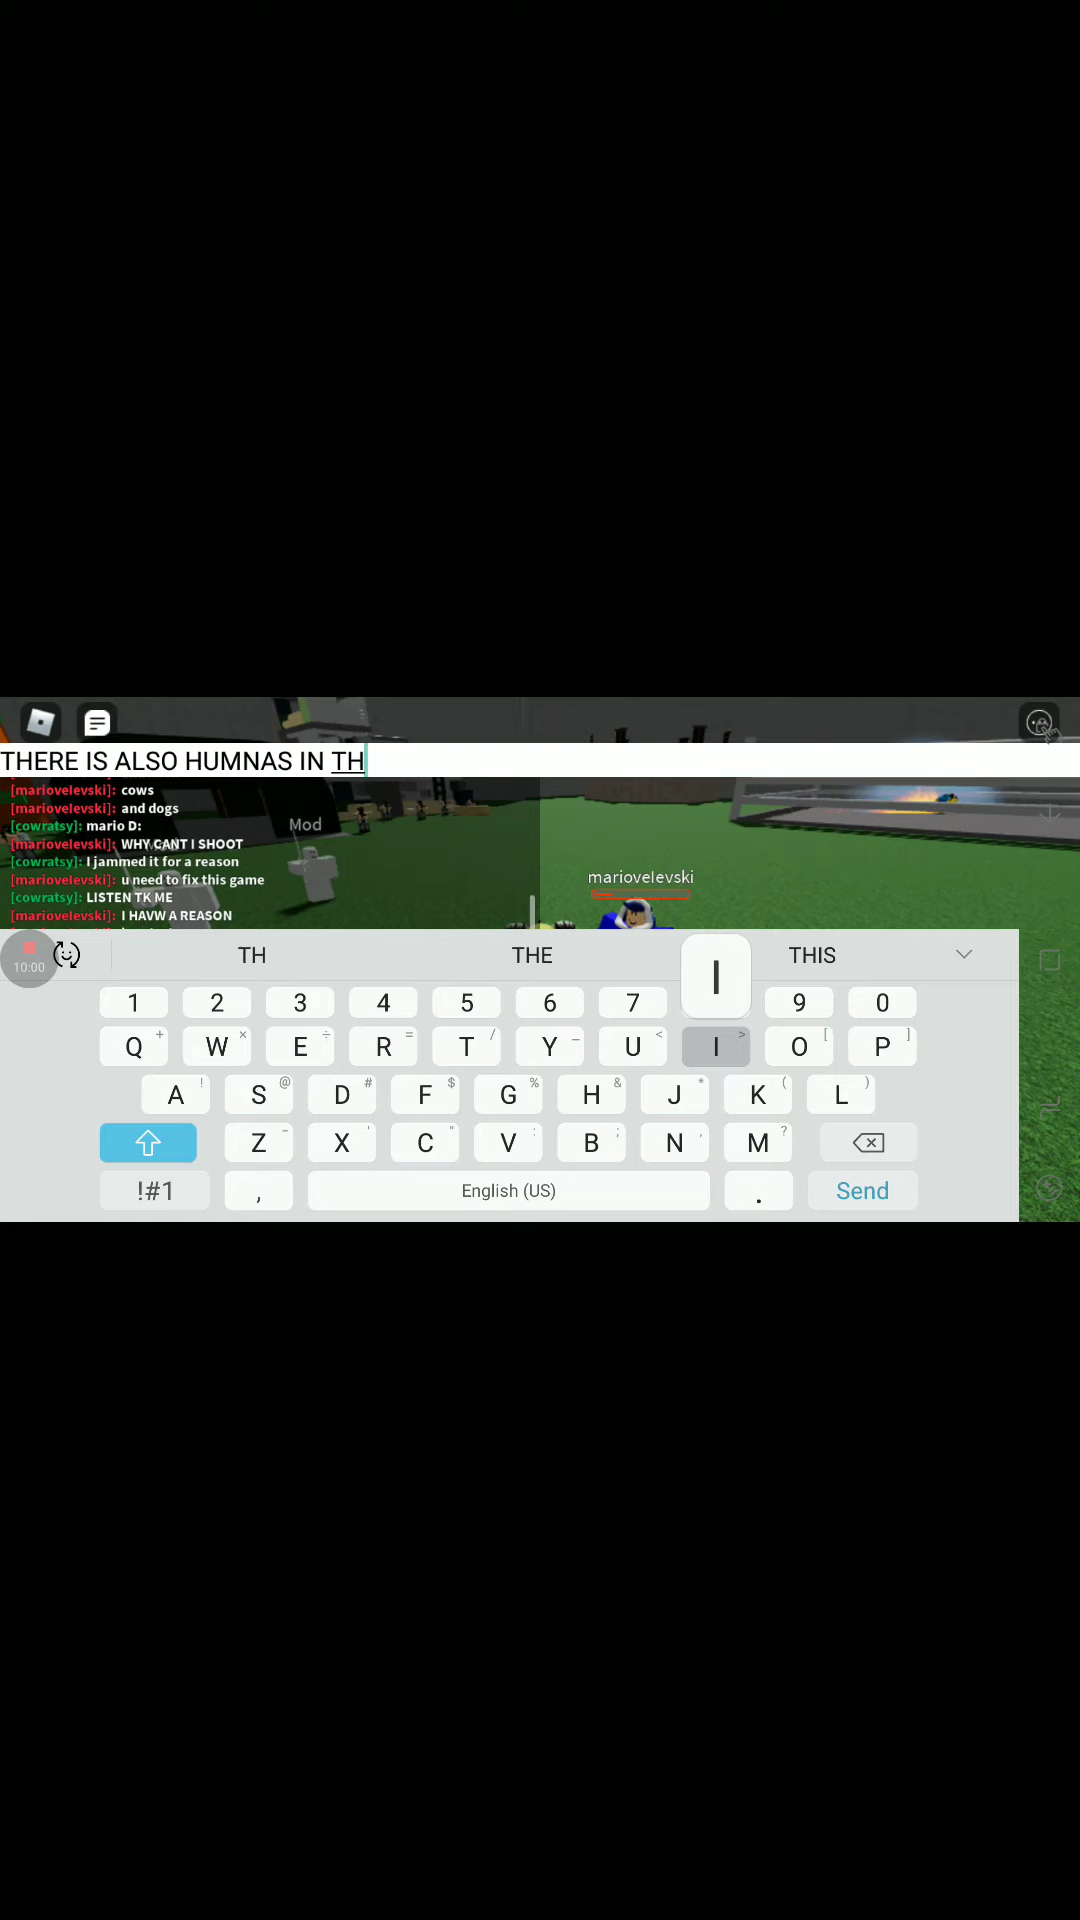 THERE IS ALSO HUMNAS IN TH
[mariovelevski]: cows
[mariovelevski]: and dogs
[cowratsy]: mario D:
[mariovelevski]: WHY CANT I SHOOT
[cowratsy]: I jammed it for a reason
[mariovelevski]: u need to fix this game
[cowratsy]: LISTEN TK ME
[mariovelevski]: I HAVW A REASON
Mod
mariovelevski
10:00
TH THE THIS
I
1 2 3 4 5 6 7 9 0
Q + W × E ÷ R = T / Y _ U < I > O [ P ]
A ! S @ D # F $ G % H & J * K ( L )
Z - X ' C " V : B ; N , M ?
!#1 , English (US) . Send